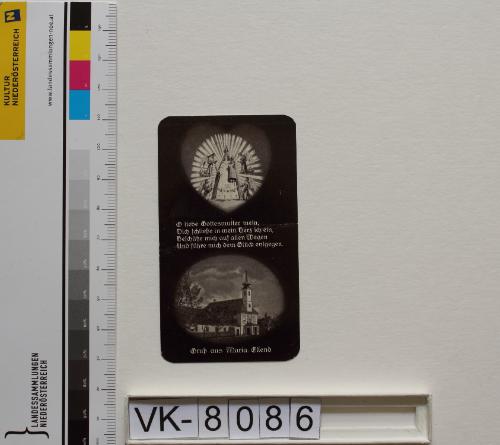 KULTUR
NIEDERÖSTERREICH
N
www.landessammlungen-noe.at
O liebe Gottesmutter mein,
Dich schließe in mein Herz ich ein,
Beschütze mich auf allen Wegen
Und führe mich dem Glück entgegen.
Gruß aus Maria Ellend
LANDESSAMMLUNGEN
NIEDERÖSTERREICH
VK-8086